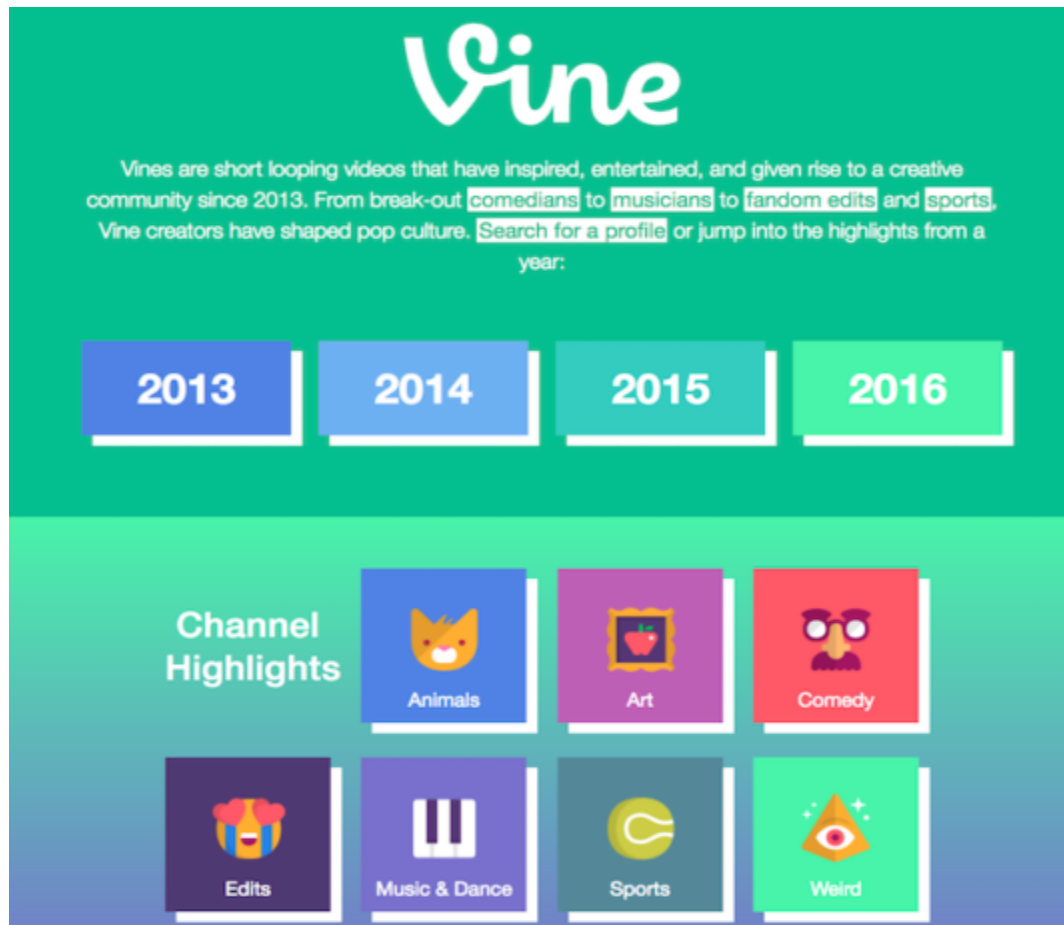 Vine
Vines are short looping videos that have inspired, entertained, and given rise to a creative
community since 2013. From break-out comedians to musicians to fandom edits and sports,
Vine creators have shaped pop culture. Search for a profile or jump into the highlights from a
year:
2013
2014
2015
2016
Channel
Highlights
Animals
Art
Comedy
Edits
Music & Dance
Sports
Weird